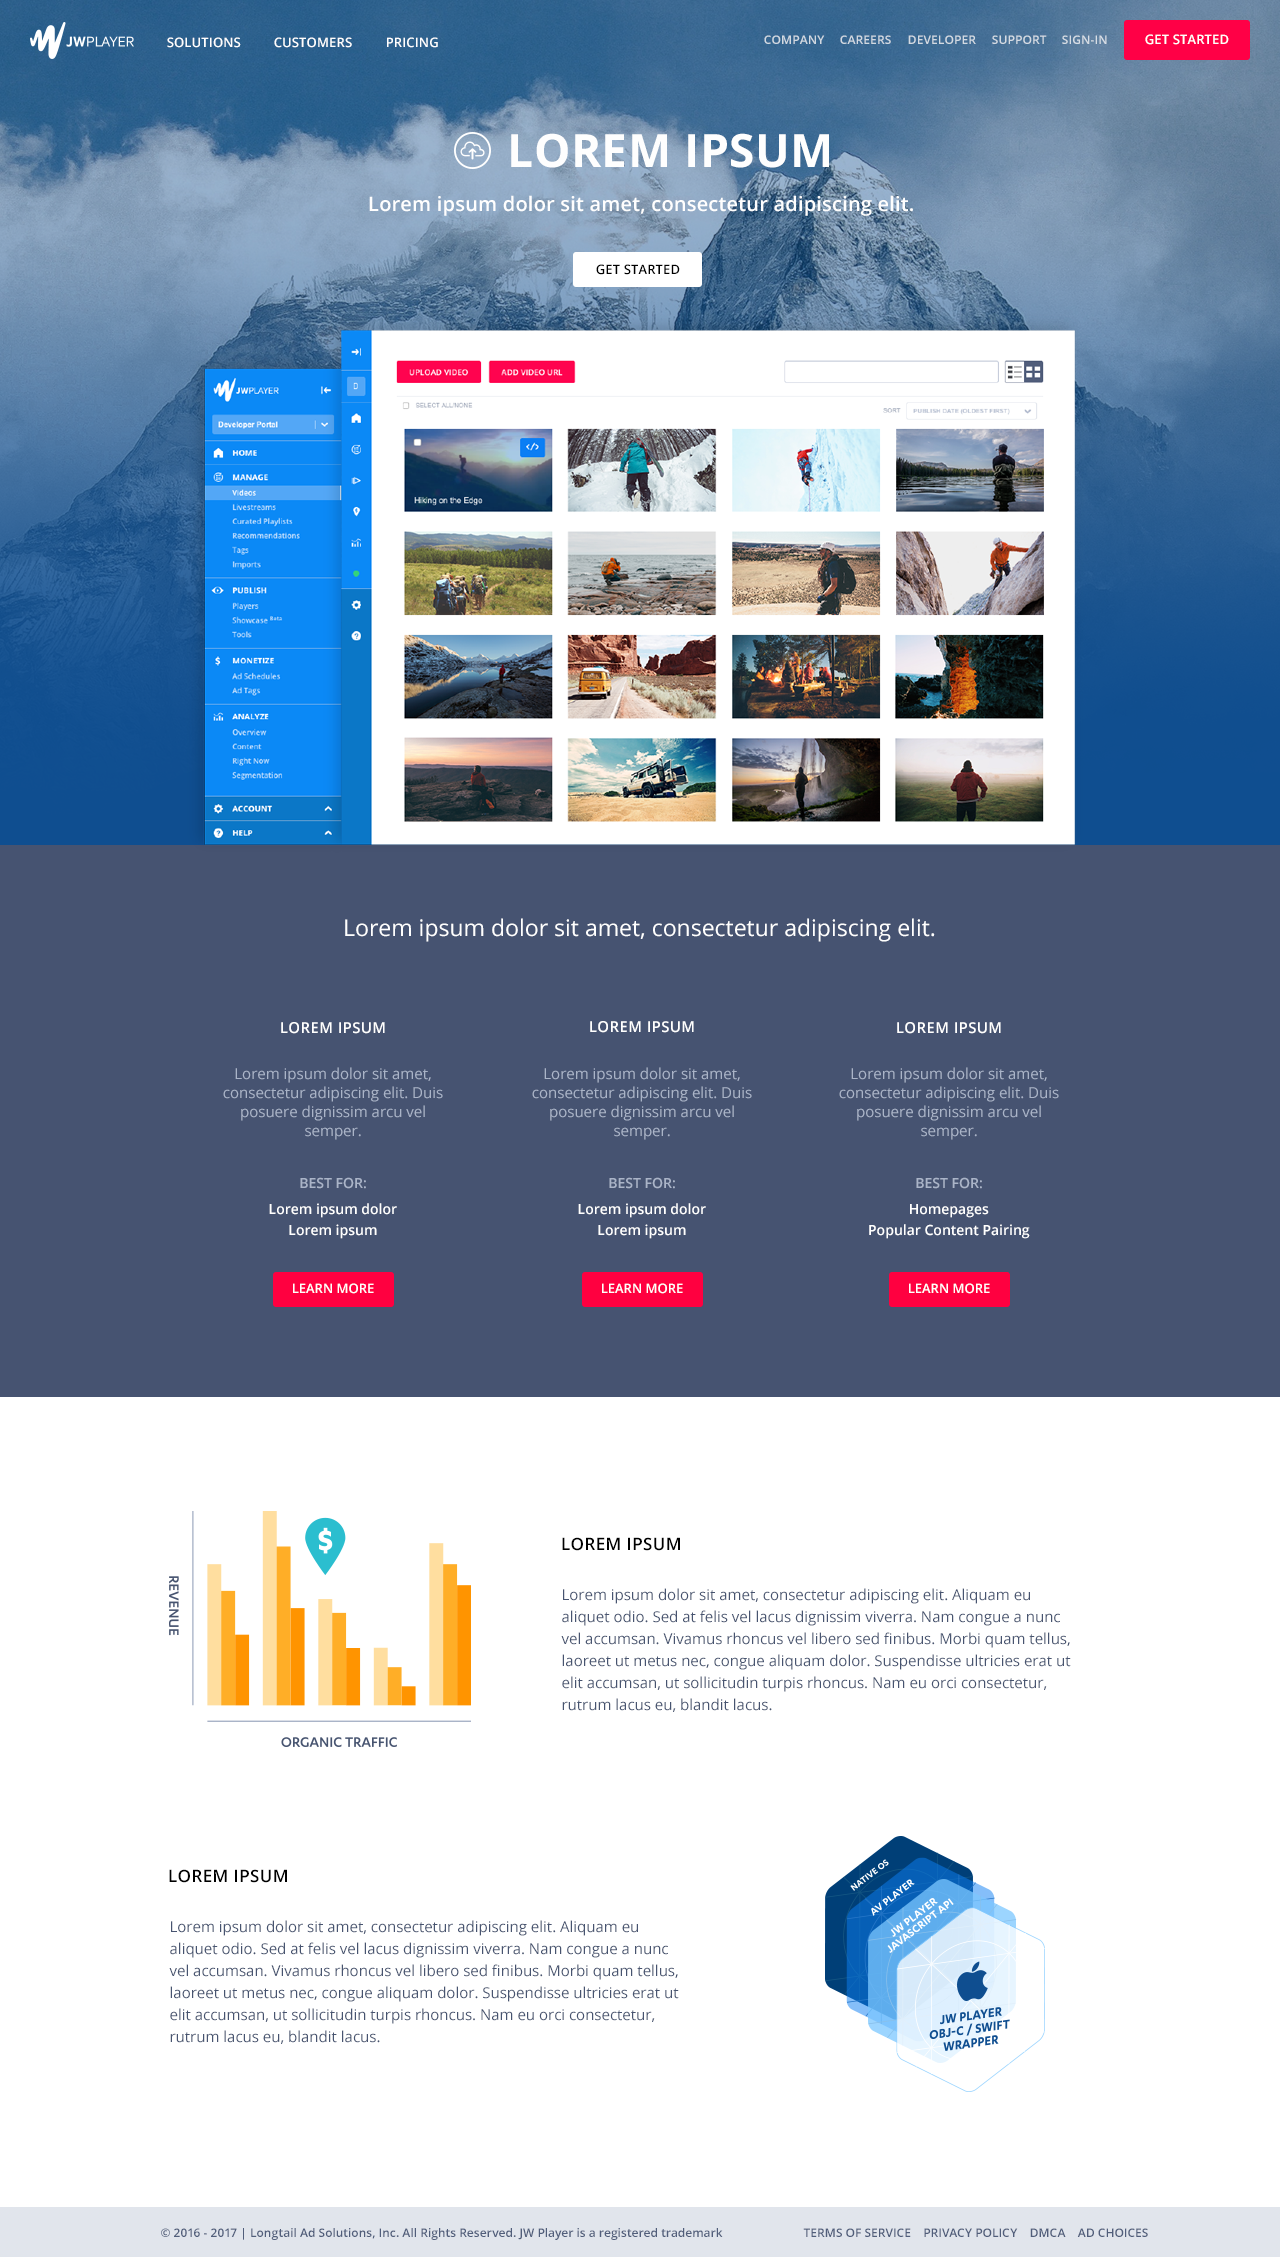 JWPLAYER SOLUTIONS CUSTOMERS PRICING COMPANY CAREERS DEVELOPER SUPPORT SIGN-IN GET STARTED
LOREM IPSUM
Lorem ipsum dolor sit amet, consectetur adipiscing elit.
GET STARTED
JWPLAYER
Developer Portal
HOME
MANAGE
Videos
Livestreams
Curated Playlists
Recommendations
Tags
Imports
PUBLISH
Players
Showcase Beta
Tools
MONETIZE
Ad Schedules
Ad Tags
ANALYZE
Overview
Content
Right Now
Segmentation
ACCOUNT
HELP
UPLOAD VIDEO ADD VIDEO URL
SELECT ALL/NONE SORT PUBLISH DATE (OLDEST FIRST)
Hiking on the Edge
Lorem ipsum dolor sit amet, consectetur adipiscing elit.
LOREM IPSUM
Lorem ipsum dolor sit amet,
consectetur adipiscing elit. Duis
posuere dignissim arcu vel
semper.
BEST FOR:
Lorem ipsum dolor
Lorem ipsum
LEARN MORE
LOREM IPSUM
Lorem ipsum dolor sit amet,
consectetur adipiscing elit. Duis
posuere dignissim arcu vel
semper.
BEST FOR:
Lorem ipsum dolor
Lorem ipsum
LEARN MORE
LOREM IPSUM
Lorem ipsum dolor sit amet,
consectetur adipiscing elit. Duis
posuere dignissim arcu vel
semper.
BEST FOR:
Homepages
Popular Content Pairing
LEARN MORE
REVENUE
$
ORGANIC TRAFFIC
LOREM IPSUM
Lorem ipsum dolor sit amet, consectetur adipiscing elit. Aliquam eu
aliquet odio. Sed at felis vel lacus dignissim viverra. Nam congue a nunc
vel accumsan. Vivamus rhoncus vel libero sed finibus. Morbi quam tellus,
laoreet ut metus nec, congue aliquam dolor. Suspendisse ultricies erat ut
elit accumsan, ut sollicitudin turpis rhoncus. Nam eu orci consectetur,
rutrum lacus eu, blandit lacus.
LOREM IPSUM
Lorem ipsum dolor sit amet, consectetur adipiscing elit. Aliquam eu
aliquet odio. Sed at felis vel lacus dignissim viverra. Nam congue a nunc
vel accumsan. Vivamus rhoncus vel libero sed finibus. Morbi quam tellus,
laoreet ut metus nec, congue aliquam dolor. Suspendisse ultricies erat ut
elit accumsan, ut sollicitudin turpis rhoncus. Nam eu orci consectetur,
rutrum lacus eu, blandit lacus.
NATIVE OS
AV PLAYER
JW PLAYER
JAVASCRIPT API
JW PLAYER
OBJ-C / SWIFT
WRAPPER
© 2016 - 2017 | Longtail Ad Solutions, Inc. All Rights Reserved. JW Player is a registered trademark TERMS OF SERVICE PRIVACY POLICY DMCA AD CHOICES